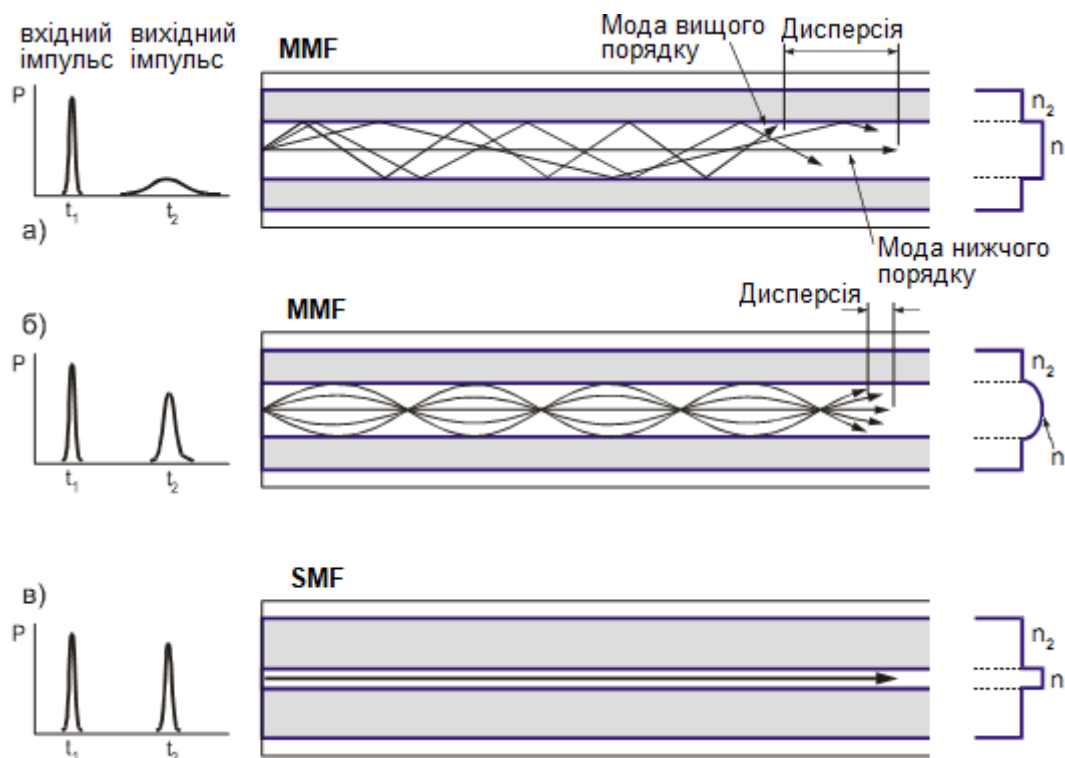 вхідний
імпульс
вихідний
імпульс
MMF
Мода вищого
порядку
Дисперсія
P
t₁
t₂
n₂
n
а)
Мода нижчого
порядку
Дисперсія
б)
MMF
P
t₁
t₂
n₂
n
SMF
в)
P
t₁
t₂
n₂
n